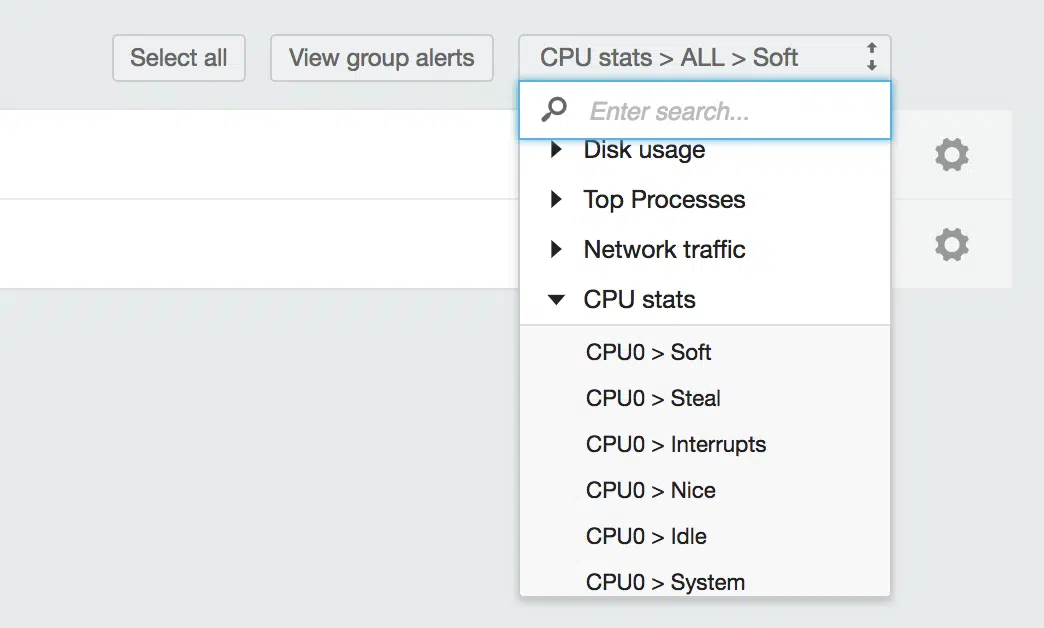 Select all
View group alerts
CPU stats > ALL > Soft
Enter search...
Disk usage
Top Processes
Network traffic
CPU stats
CPU0 > Soft
CPU0 > Steal
CPU0 > Interrupts
CPU0 > Nice
CPU0 > Idle
CPU0 > System